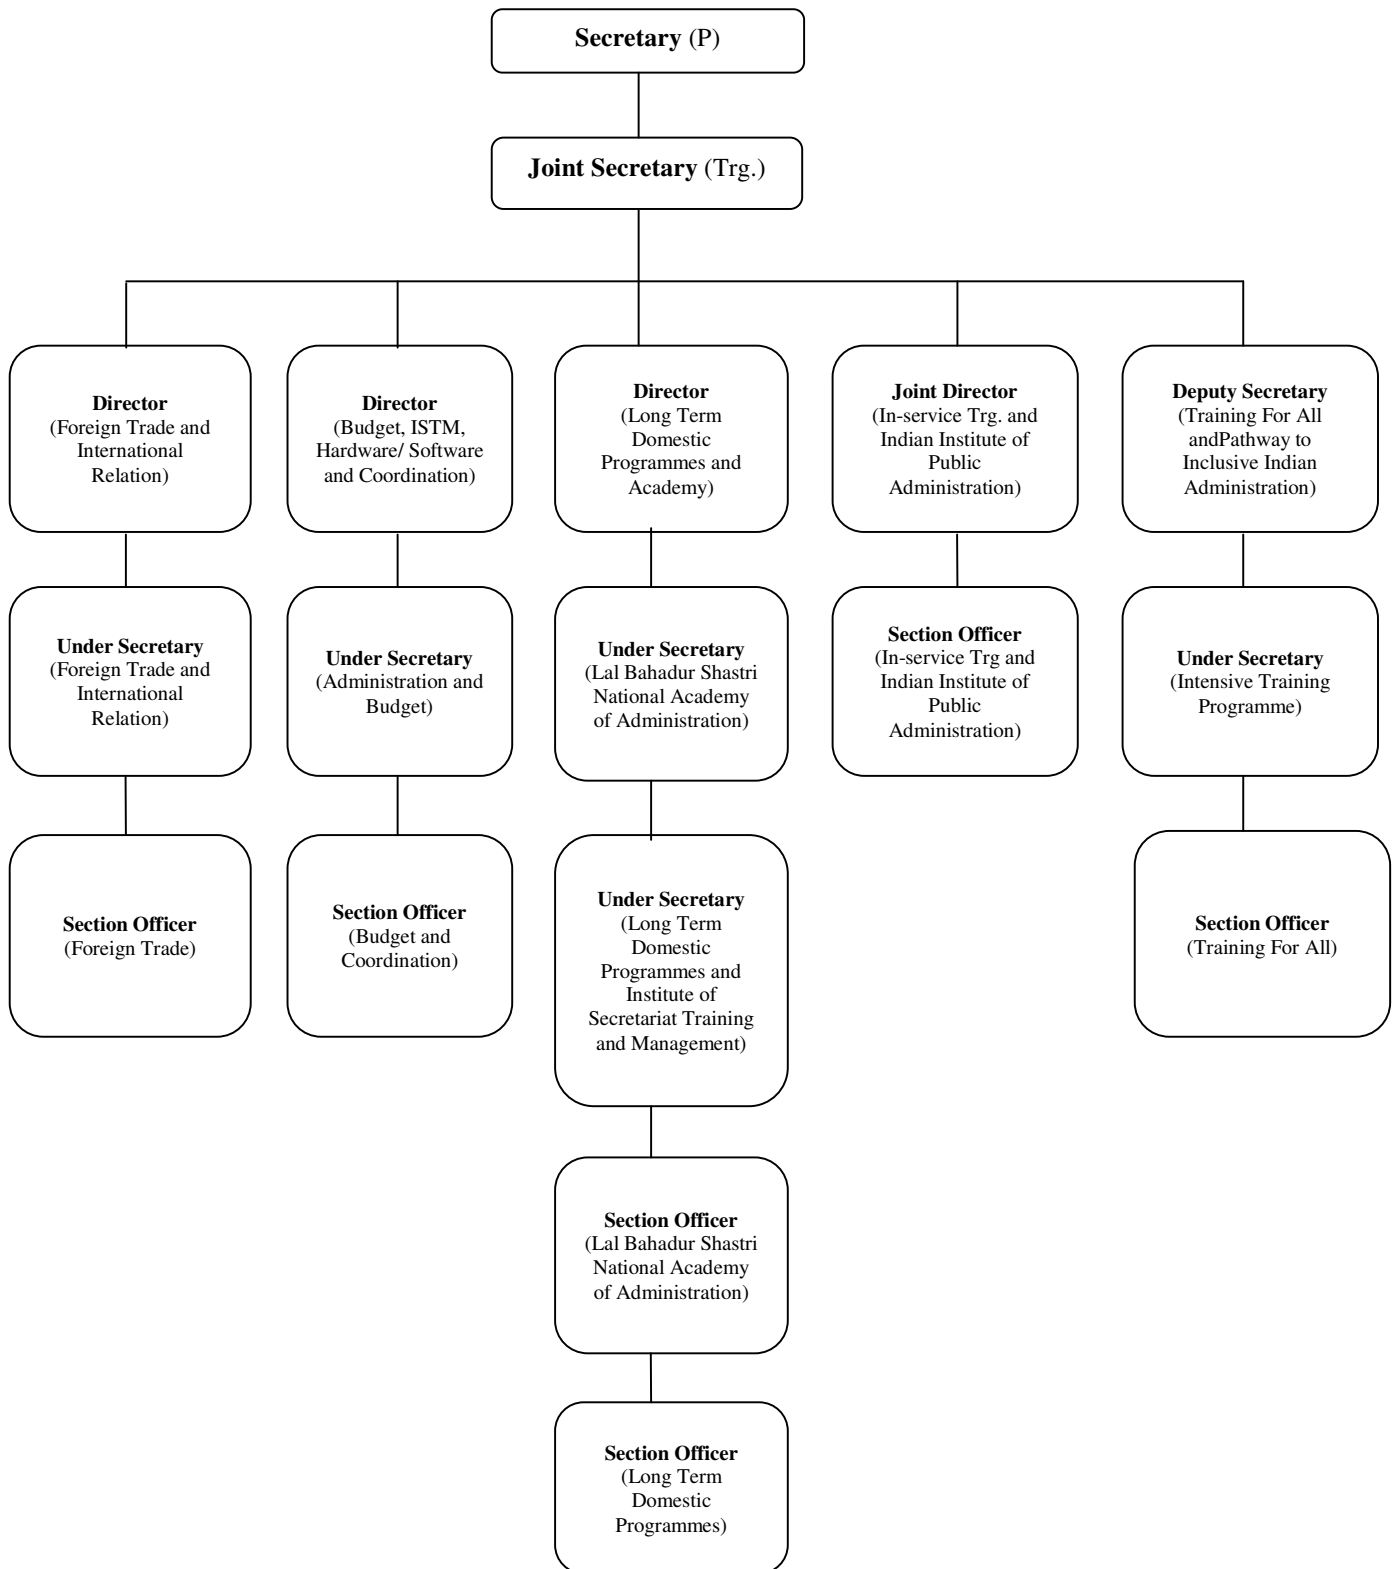 Secretary (P)
Joint Secretary (Trg.)
Director
(Foreign Trade and
International
Relation)
Director
(Budget, ISTM,
Hardware/ Software
and Coordination)
Director
(Long Term
Domestic
Programmes and
Academy)
Joint Director
(In-service Trg. and
Indian Institute of
Public
Administration)
Deputy Secretary
(Training For All
andPathway to
Inclusive Indian
Administration)
Under Secretary
(Foreign Trade and
International
Relation)
Under Secretary
(Administration and
Budget)
Under Secretary
(Lal Bahadur Shastri
National Academy
of Administration)
Section Officer
(In-service Trg and
Indian Institute of
Public
Administration)
Under Secretary
(Intensive Training
Programme)
Section Officer
(Foreign Trade)
Section Officer
(Budget and
Coordination)
Under Secretary
(Long Term
Domestic
Programmes and
Institute of
Secretariat Training
and Management)
Section Officer
(Training For All)
Section Officer
(Lal Bahadur Shastri
National Academy
of Administration)
Section Officer
(Long Term
Domestic
Programmes)